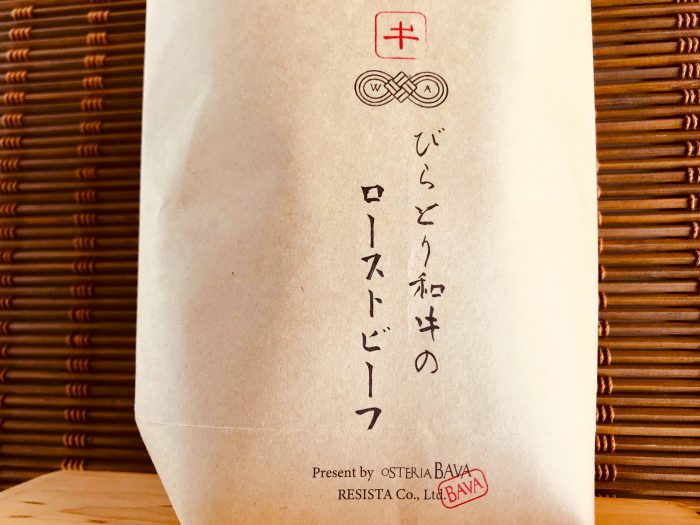 牛
W A
びらとり和牛の
ローストビーフ
Present by OSTERIA BAVA
RESISTA Co., Ltd.
BAVA